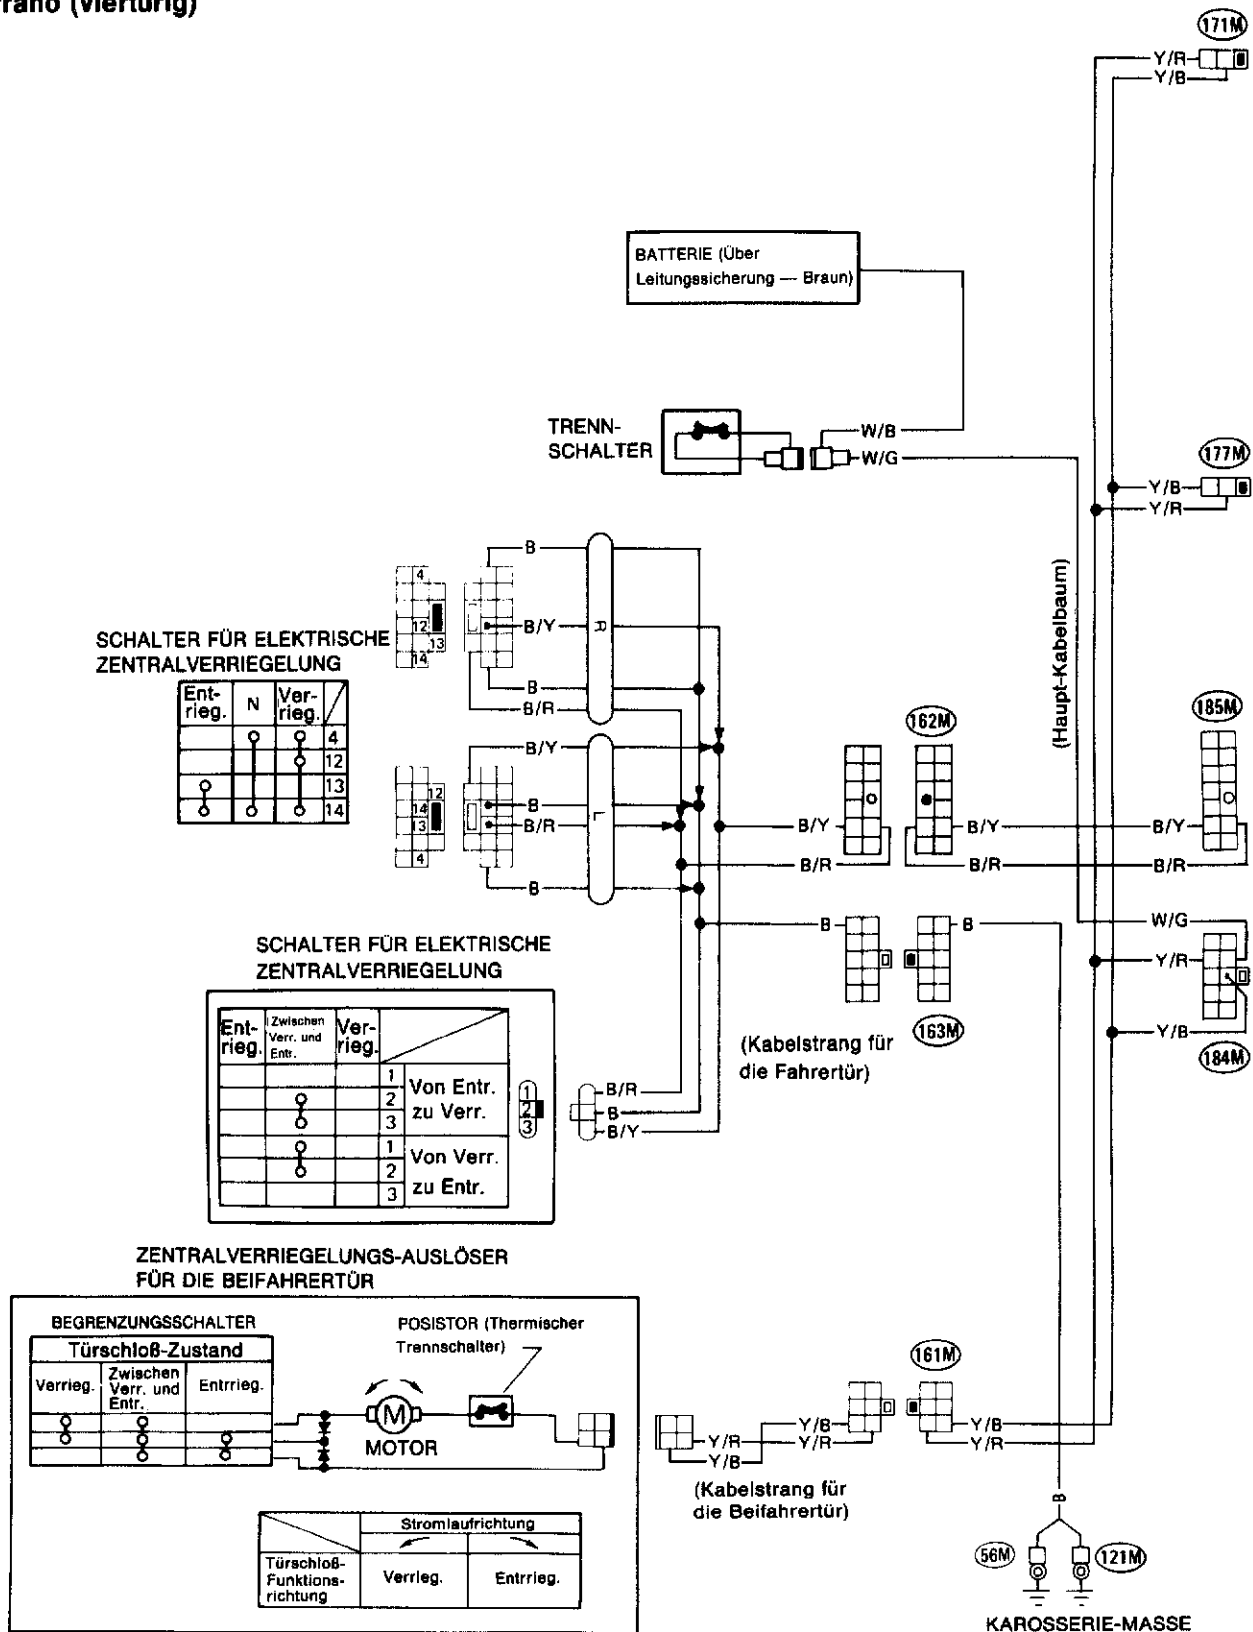 rrano (viertürig)
171M
Y/R
Y/B
BATTERIE (Über
Leitungssicherung — Braun)
TRENN-
SCHALTER
W/B
W/G
177M
Y/B
Y/R
(Haupt-Kabelbaum)
B
4
12
13
14
B/Y
R
B
B/R
SCHALTER FÜR ELEKTRISCHE
ZENTRALVERRIEGELUNG
Ent-
rieg.
N
Ver-
rieg.
4
12
13
14
B/Y
12
14
13
4
B
B/R
L
B
162M
185M
B/Y
B/Y
B/Y
B/R
B/R
B/R
B
B
W/G
Y/R
Y/B
163M
184M
(Kabelstrang für
die Fahrertür)
SCHALTER FÜR ELEKTRISCHE
ZENTRALVERRIEGELUNG
Ent-
rieg.
Zwischen
Verr. und
Entr.
Ver-
rieg.
1
2
3
Von Entr.
zu Verr.
1
2
3
Von Verr.
zu Entr.
1
2
3
B/R
B
B/Y
ZENTRALVERRIEGELUNGS-AUSLÖSER
FÜR DIE BEIFAHRERTÜR
BEGRENZUNGSSCHALTER
Türschloß-Zustand
Verrieg.
Zwischen
Verr. und
Entr.
Entrrieg.
POSISTOR (Thermischer
Trennschalter)
M
MOTOR
161M
Y/R
Y/B
Y/B
Y/R
Y/B
Y/R
(Kabelstrang für
die Beifahrertür)
Stromlaufrichtung
Türschloß-
Funktions-
richtung
Verrieg.
Entrrieg.
B
56M
121M
KAROSSERIE-MASSE